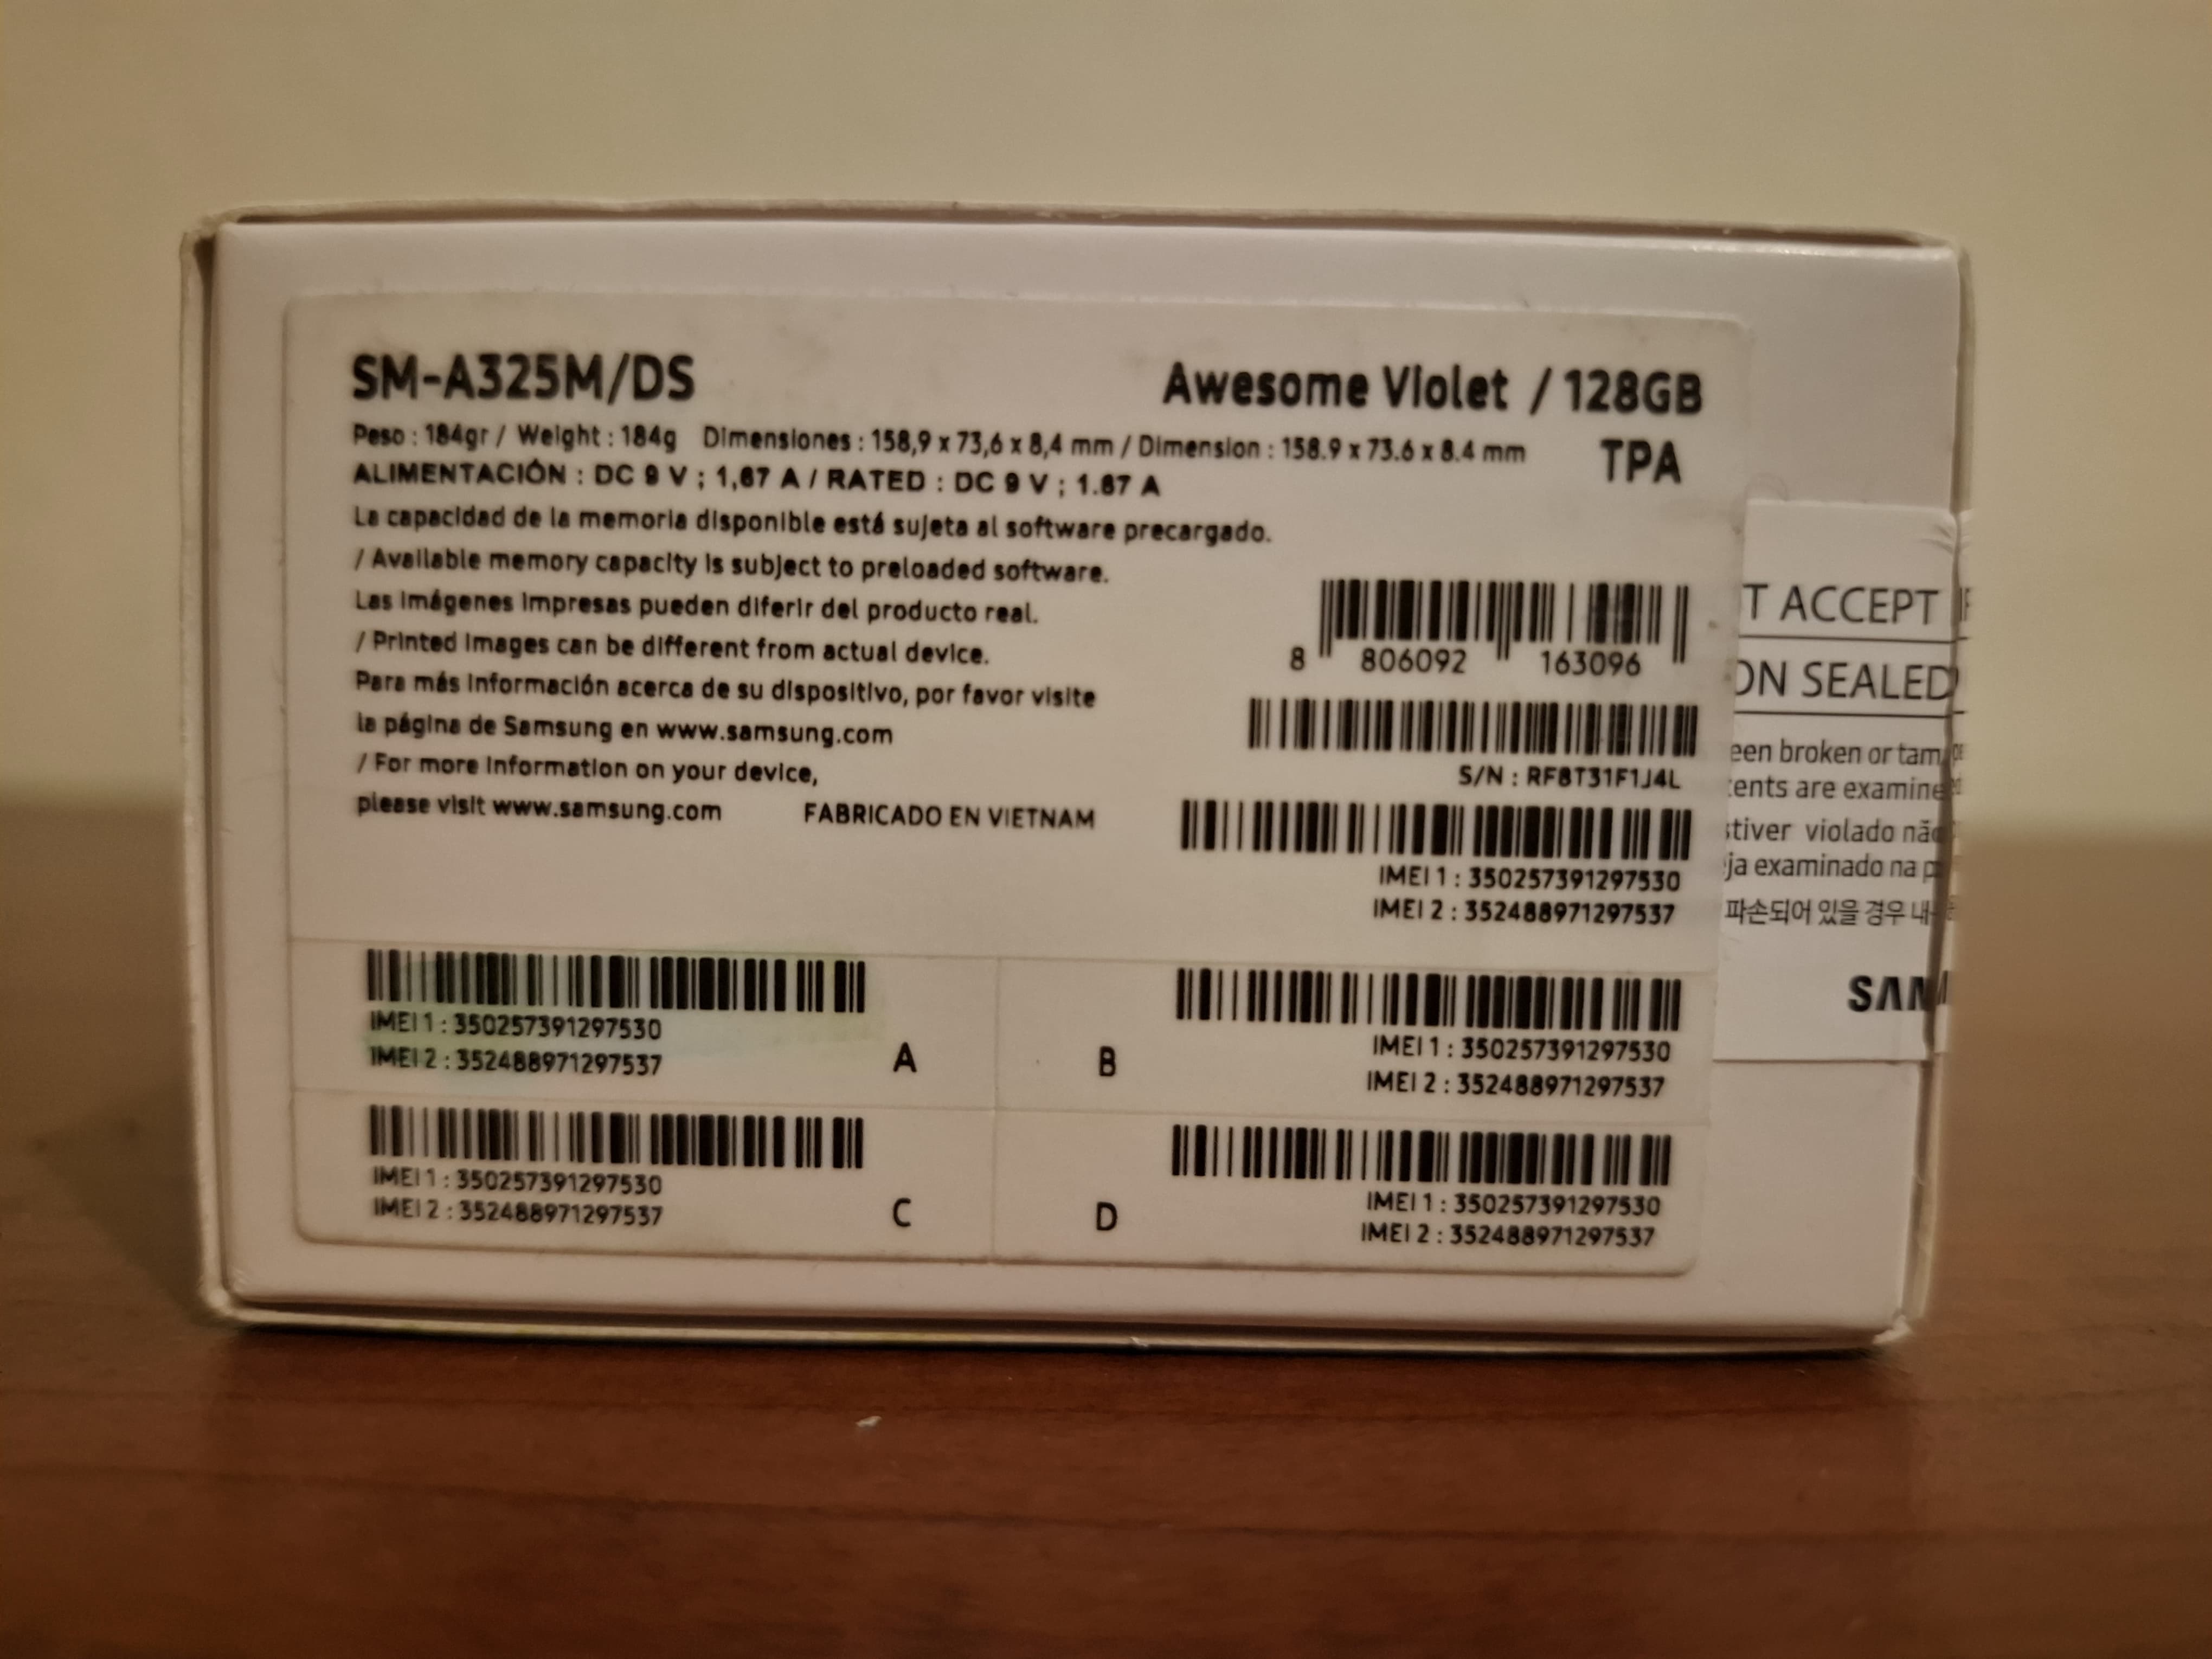 SM-A325M/DS
Awesome Violet / 128GB
Peso : 184gr / Weight : 184g Dimensiones : 158,9 x 73,6 x 8,4 mm / Dimension : 158.9 x 73.6 x 8.4 mm
TPA
ALIMENTACIÓN : DC 9 V ; 1,67 A / RATED : DC 9 V ; 1.67 A
La capacidad de la memoria disponible está sujeta al software precargado.
/ Available memory capacity is subject to preloaded software.
Las imágenes impresas pueden diferir del producto real.
/ Printed images can be different from actual device.
Para más información acerca de su dispositivo, por favor visite
la página de Samsung en www.samsung.com
/ For more information on your device,
please visit www.samsung.com FABRICADO EN VIETNAM
8 806092 163096
S/N : RF8T31F1J4L
IMEI 1 : 350257391297530
IMEI 2 : 352488971297537
IMEI 1 : 350257391297530
IMEI 2 : 352488971297537
A
B
IMEI 1 : 350257391297530
IMEI 2 : 352488971297537
IMEI 1 : 350257391297530
IMEI 2 : 352488971297537
C
D
IMEI 1 : 350257391297530
IMEI 2 : 352488971297537
T ACCEPT IF
ON SEALED
een broken or tam
tents are examine
stiver violado não
ja examinado na p
파손되어 있을 경우 내
SAM